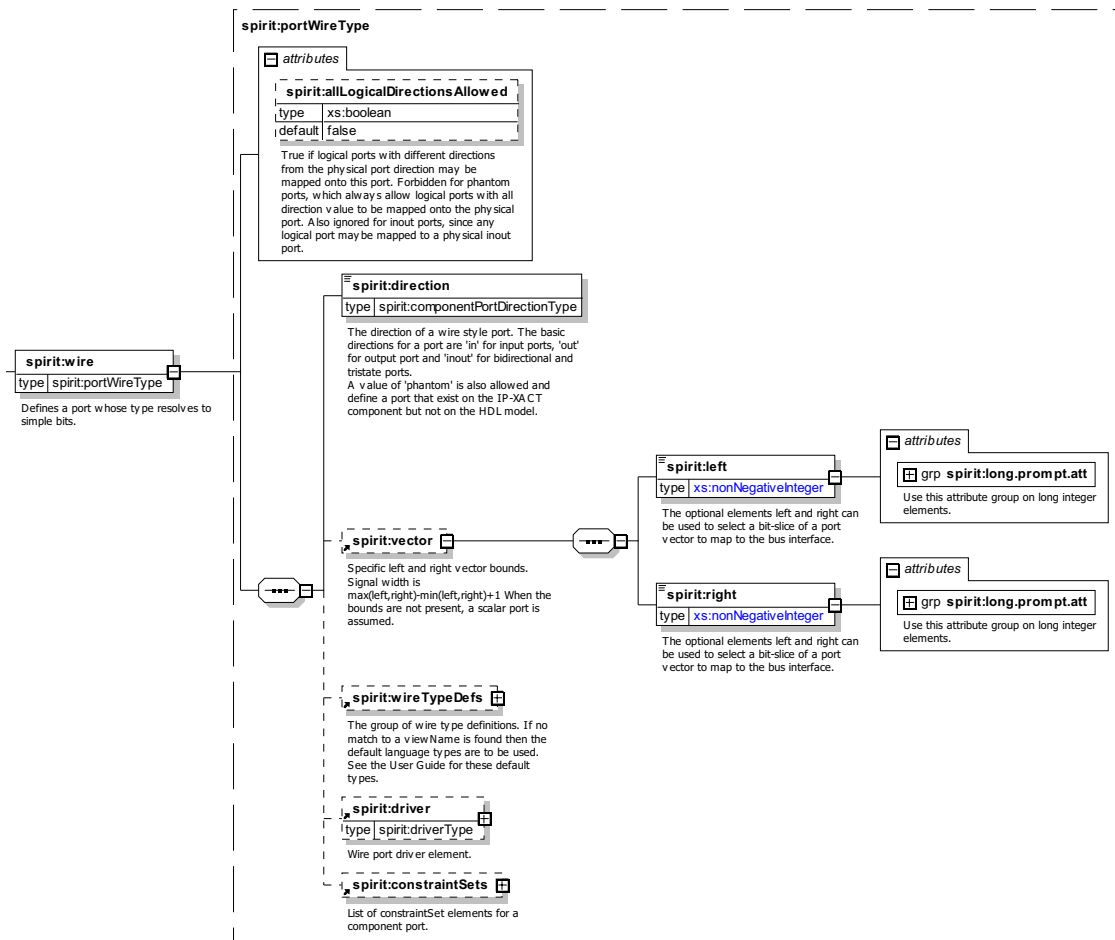 spirit:portWireType
attributes
spirit:allLogicalDirectionsAllowed
type xs:boolean
default false
True if logical ports with different directions
from the physical port direction may be
mapped onto this port. Forbidden for phantom
ports, which always allow logical ports with all
direction value to be mapped onto the physical
port. Also ignored for inout ports, since any
logical port may be mapped to a physical inout
port.
spirit:wire
type spirit:portWireType
Defines a port whose type resolves to
simple bits.
spirit:direction
type spirit:componentPortDirectionType
The direction of a wire style port. The basic
directions for a port are 'in' for input ports, 'out'
for output port and 'inout' for bidirectional and
tristate ports.
A value of 'phantom' is also allowed and
define a port that exist on the IP-XACT
component but not on the HDL model.
spirit:vector
Specific left and right vector bounds.
Signal width is
max(left,right)-min(left,right)+1 When the
bounds are not present, a scalar port is
assumed.
spirit:left
type xs:nonNegativeInteger
The optional elements left and right can
be used to select a bit-slice of a port
vector to map to the bus interface.
attributes
grp spirit:long.prompt.att
Use this attribute group on long integer
elements.
spirit:right
type xs:nonNegativeInteger
The optional elements left and right can
be used to select a bit-slice of a port
vector to map to the bus interface.
attributes
grp spirit:long.prompt.att
Use this attribute group on long integer
elements.
spirit:wireTypeDefs
The group of wire type definitions. If no
match to a viewName is found then the
default language types are to be used.
See the User Guide for these default
types.
spirit:driver
type spirit:driverType
Wire port driver element.
spirit:constraintSets
List of constraintSet elements for a
component port.